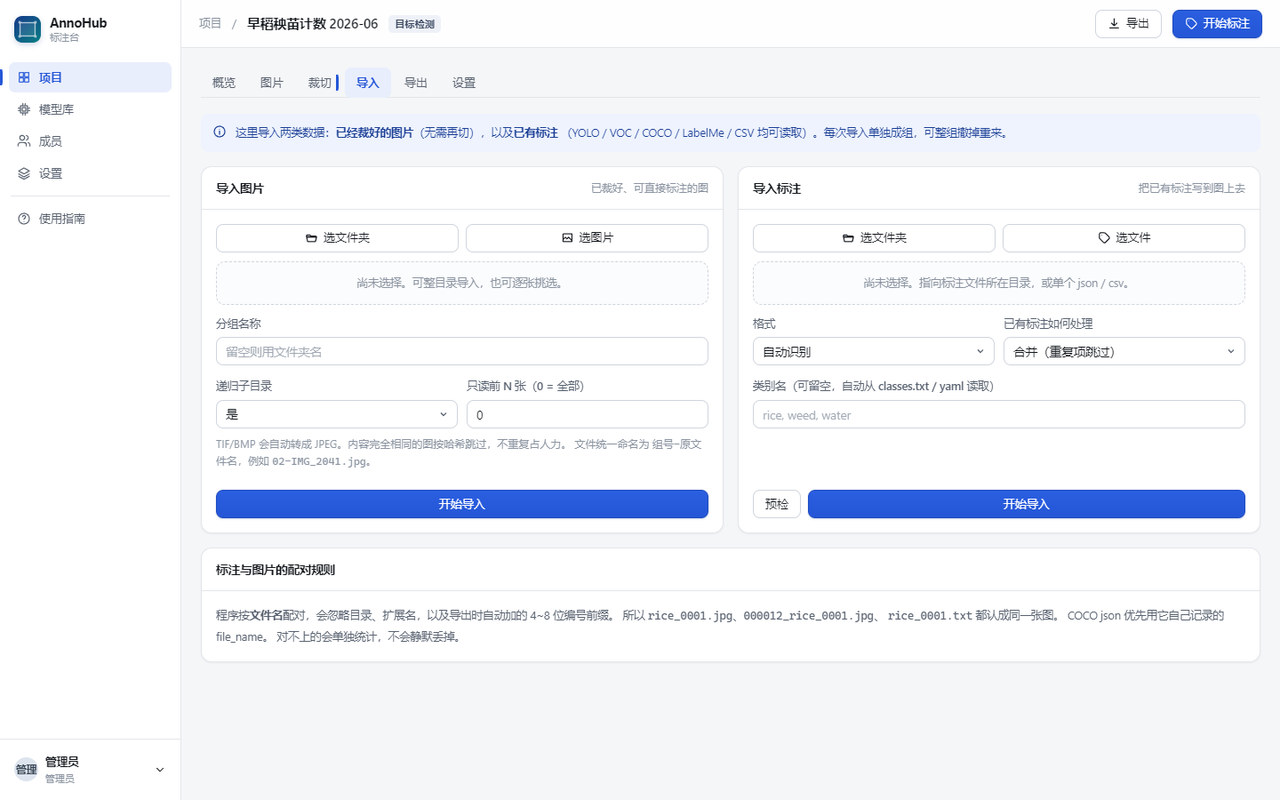 AnnoHub
标注台
项目
模型库
成员
设置
使用指南
管理
管理员
管理员
项目 / 早稻秧苗计数 2026-06 目标检测
导出
开始标注
概览 图片 裁切 导入 导出 设置
这里导入两类数据：已经裁好的图片（无需再切），以及已有标注（YOLO / VOC / COCO / LabelMe / CSV 均可读取）。每次导入单独成组，可整组撤掉重来。
导入图片 已裁好、可直接标注的图
选文件夹 选图片
尚未选择。可整目录导入，也可逐张挑选。
分组名称
留空则用文件夹名
递归子目录 只读前 N 张（0 = 全部）
是 0
TIF/BMP 会自动转成 JPEG。内容完全相同的图按哈希跳过，不重复占人力。 文件统一命名为 组号-原文
件名，例如 02-IMG_2041.jpg。
开始导入
导入标注 把已有标注写到图上去
选文件夹 选文件
尚未选择。指向标注文件所在目录，或单个 json / csv。
格式 已有标注如何处理
自动识别 合并（重复项跳过）
类别名（可留空，自动从 classes.txt / yaml 读取）
rice, weed, water
预检 开始导入
标注与图片的配对规则
程序按文件名配对，会忽略目录、扩展名，以及导出时自动加的 4~8 位编号前缀。 所以 rice_0001.jpg、000012_rice_0001.jpg、 rice_0001.txt 都认成同一张图。 COCO json 优先用它自己记录的
file_name。 对不上的会单独统计，不会静默丢掉。